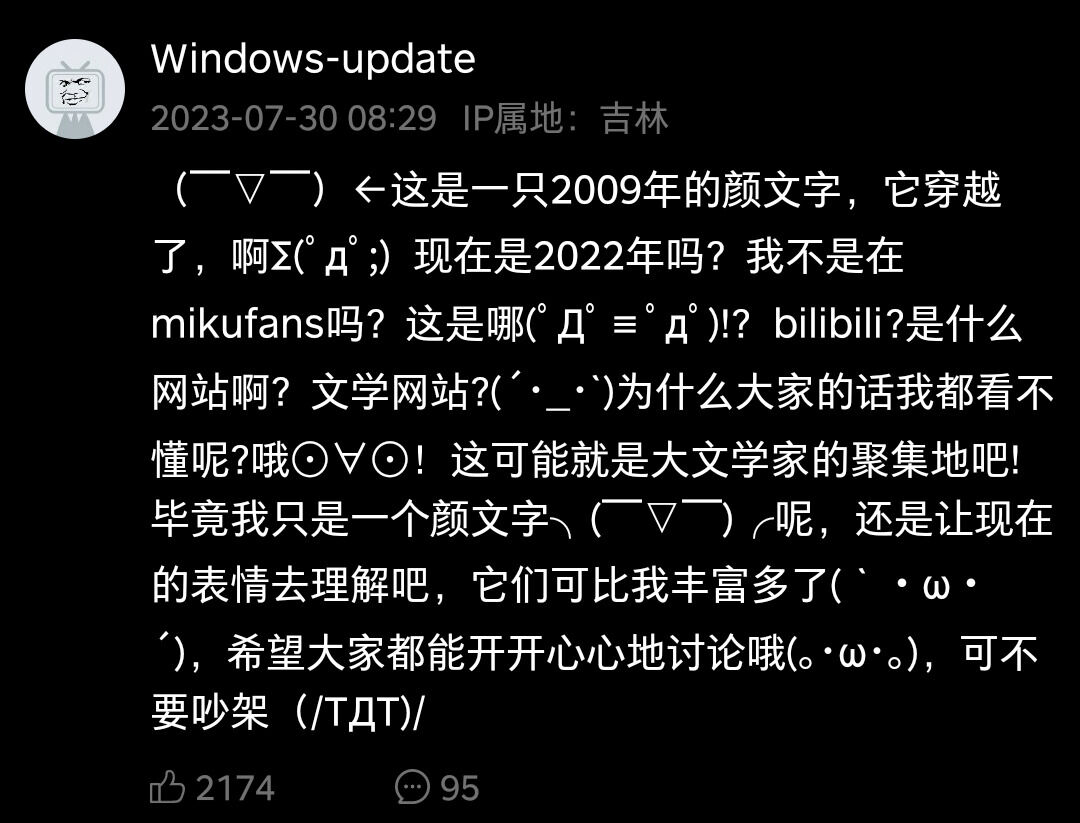 Windows-update
2023-07-30 08:29 IP属地：吉林
（￣▽￣）←这是一只2009年的颜文字，它穿越
了，啊Σ(ﾟдﾟ;）现在是2022年吗？我不是在
mikufans吗？这是哪(ﾟДﾟ≡ﾟдﾟ)!？bilibili?是什么
网站啊？文学网站?(´･_･`)为什么大家的话我都看不
懂呢?哦⊙∀⊙！这可能就是大文学家的聚集地吧!
毕竟我只是一个颜文字╮（￣▽￣）╭呢，还是让现在
的表情去理解吧，它们可比我丰富多了( ｀・ω・
´)，希望大家都能开开心心地讨论哦(｡･ω･｡)，可不
要吵架（/TДT)/
2174 95